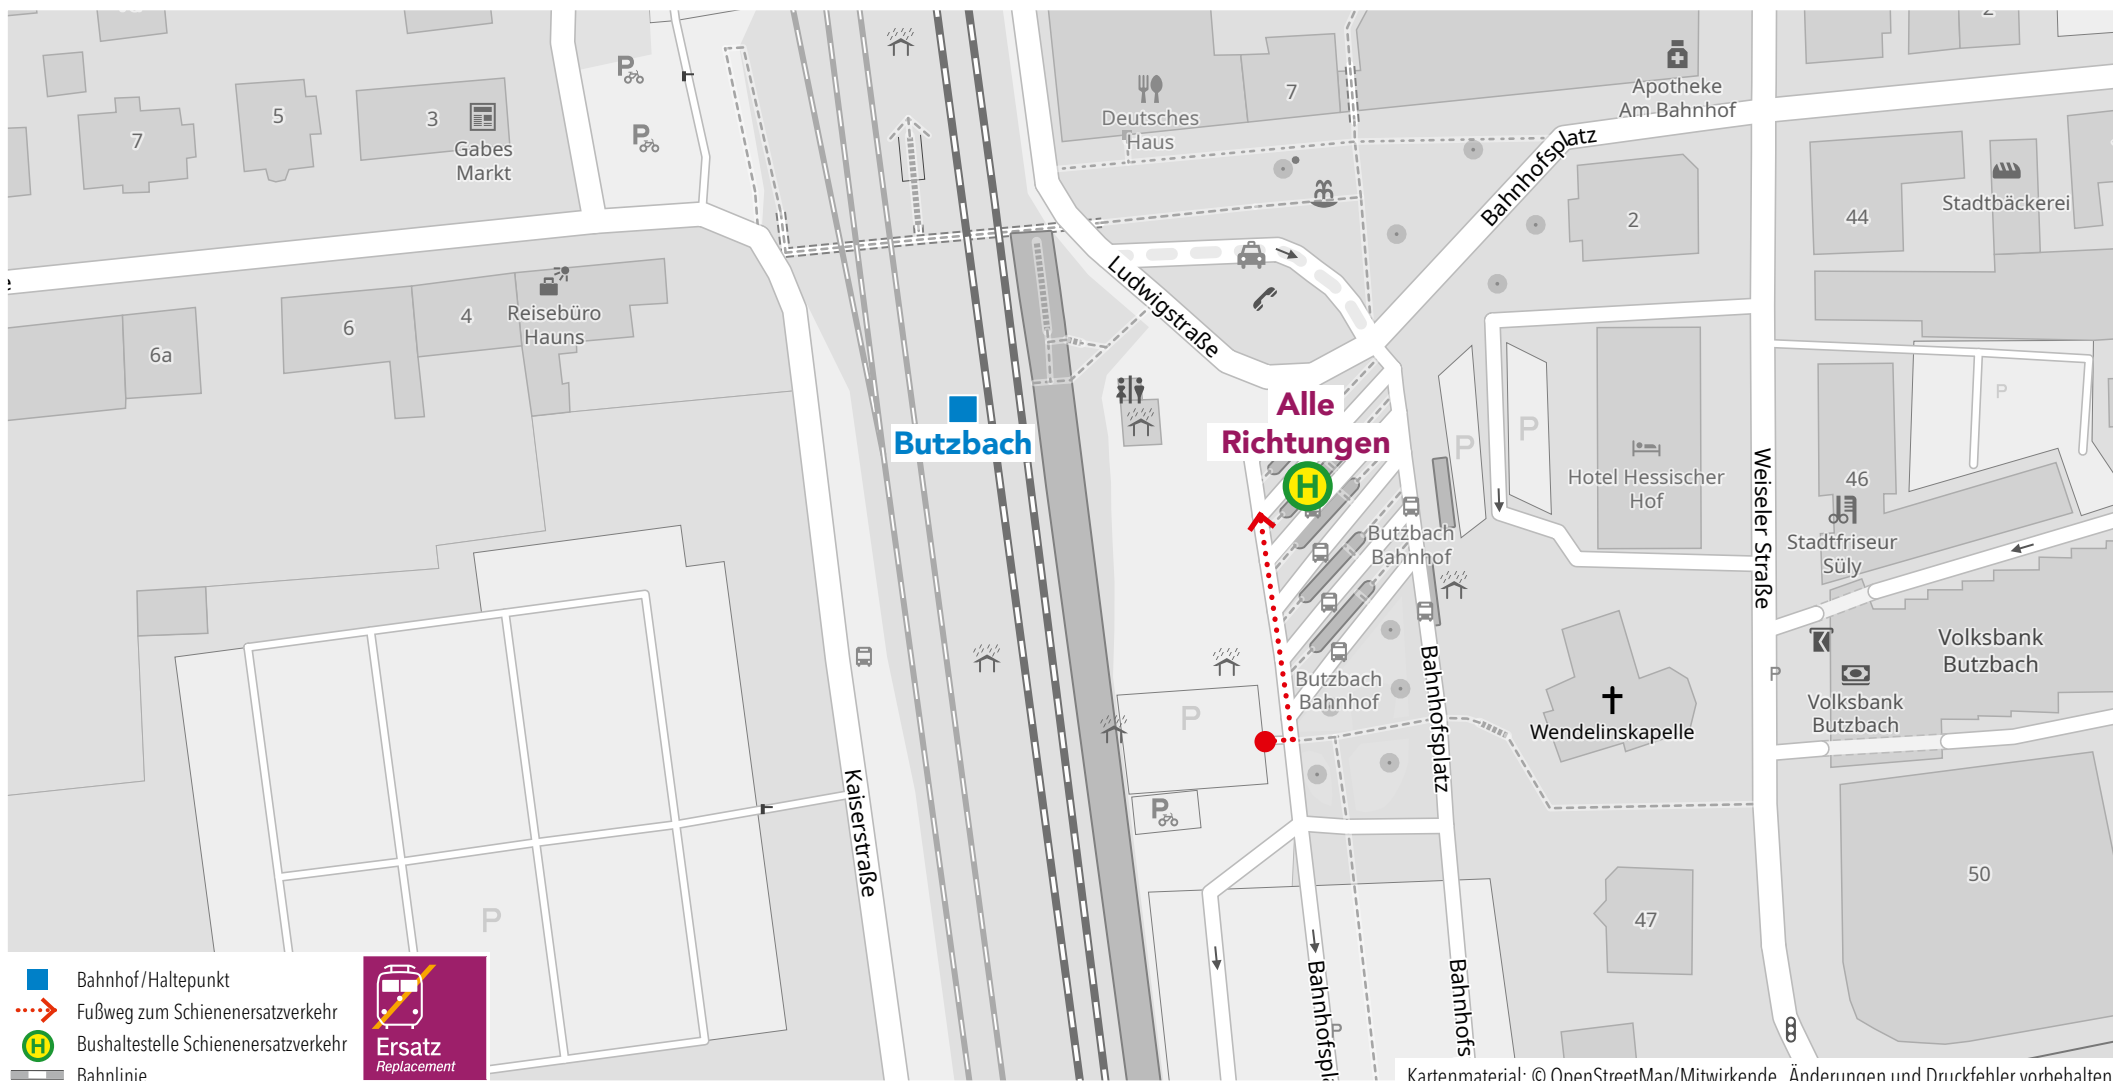 7
5
3
Gabes
Markt
Deutsches
Haus
7
Apotheke
Am Bahnhof
Bahnhofsplatz
2
44
Stadtbäckerei
6a
6
4
Reisebüro
Hauns
Ludwigstraße
Butzbach
Alle
Richtungen
H
Butzbach
Bahnhof
P
P
P
P
P
Hotel Hessischer
Hof
Weiseler Straße
46
Stadtfriseur
Süly
Volksbank
Butzbach
P
Volksbank
Butzbach
Butzbach
Bahnhof
P
P
Bahnhofsplatz
Wendelinskapelle
Kaiserstraße
P
50
47
P
Bahnhofspla
Bahnhofs
Bahnhof/Haltepunkt
Fußweg zum Schienenersatzverkehr
H Bushaltestelle Schienenersatzverkehr
Bahnlinie
Ersatz
Replacement
Kartenmaterial: © OpenStreetMap/Mitwirkende. Änderungen und Druckfehler vorbehalten